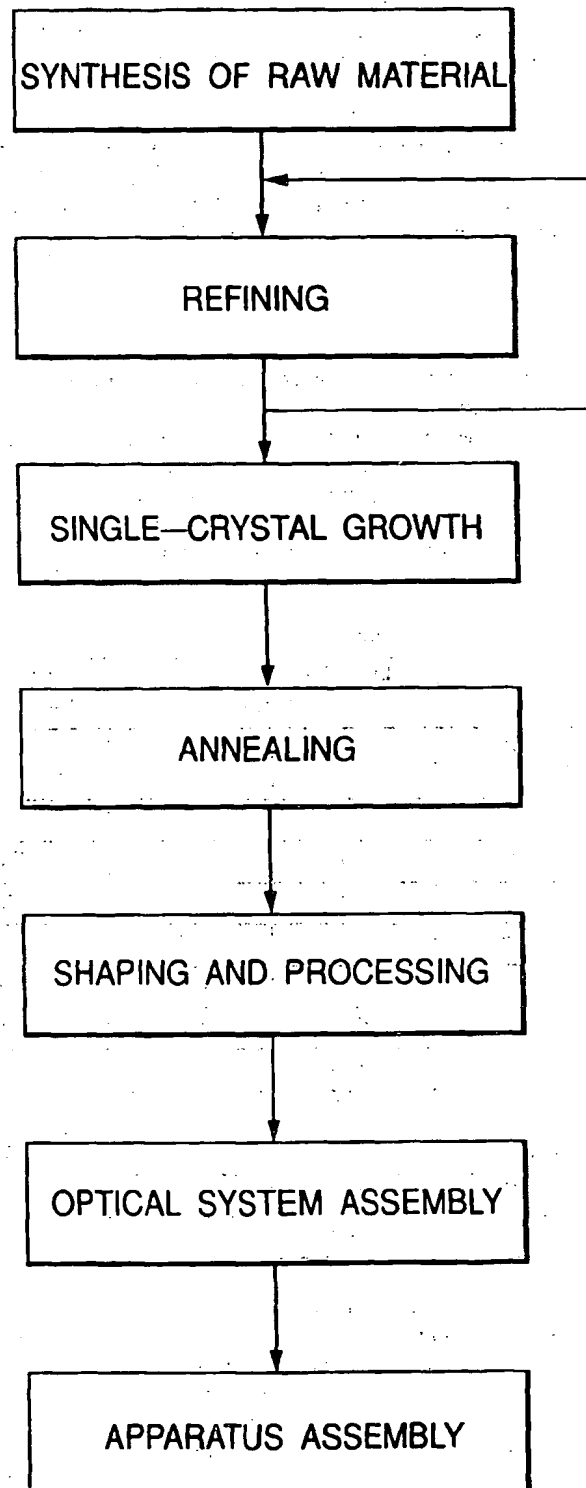 SYNTHESIS OF RAW MATERIAL
REFINING
SINGLE—CRYSTAL GROWTH
ANNEALING
SHAPING AND PROCESSING
OPTICAL SYSTEM ASSEMBLY
APPARATUS ASSEMBLY